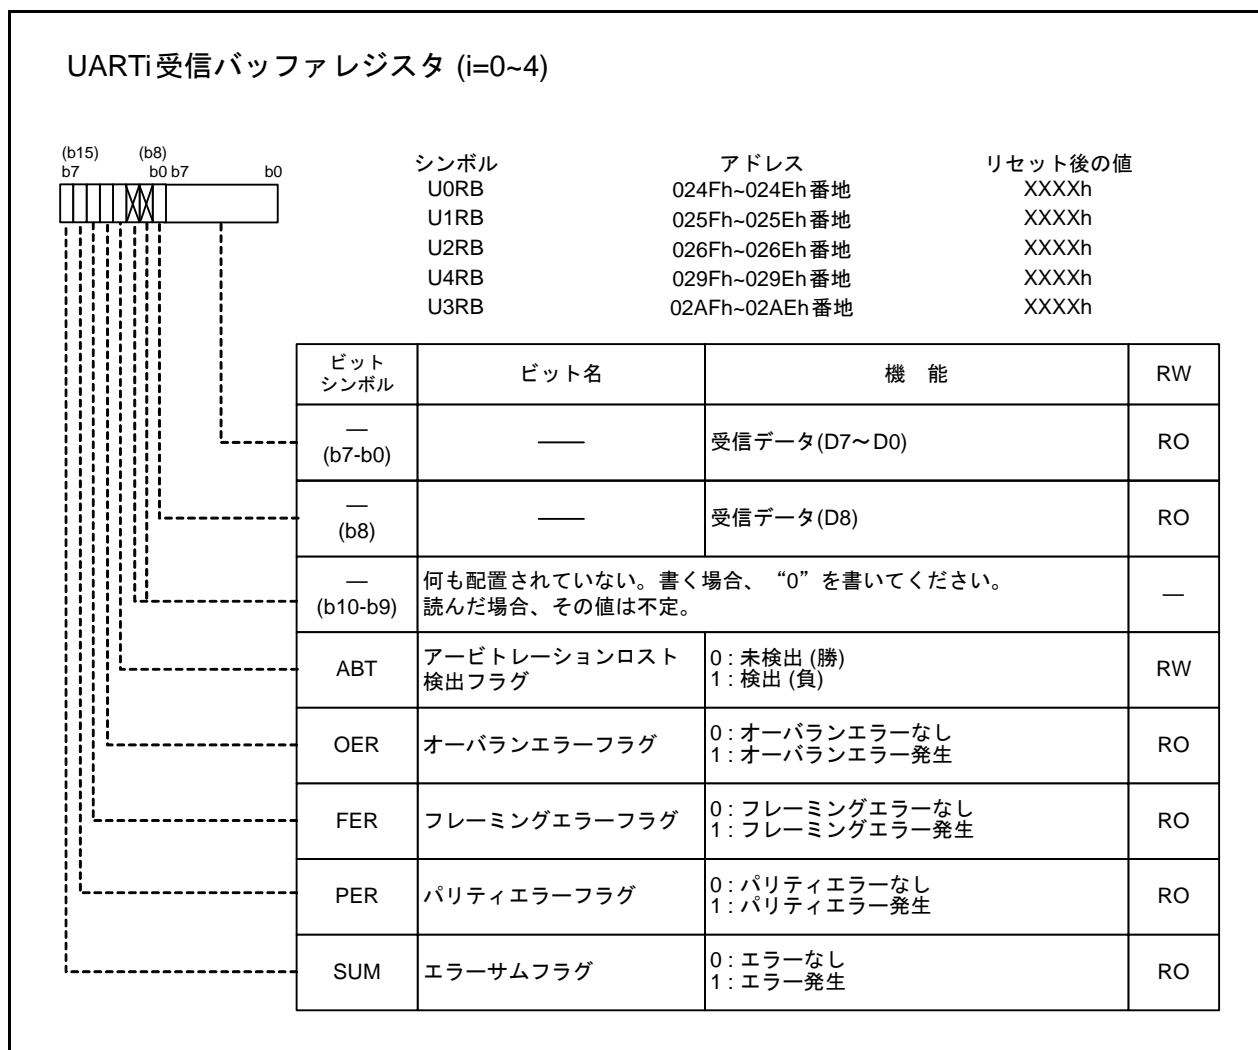 UARTi受信バッファレジスタ (i=0~4)
(b15) (b8)
b7 b0 b7 b0
シンボル アドレス リセット後の値
U0RB 024Fh~024Eh番地 XXXXh
U1RB 025Fh~025Eh番地 XXXXh
U2RB 026Fh~026Eh番地 XXXXh
U4RB 029Fh~029Eh番地 XXXXh
U3RB 02AFh~02AEh番地 XXXXh
ビット
シンボル ビット名 機 能 RW
—
(b7-b0) —— 受信データ(D7～D0) RO
—
(b8) —— 受信データ(D8) RO
—
(b10-b9) 何も配置されていない。書く場合、“0”を書いてください。
読んだ場合、その値は不定。 —
ABT アービトレーションロスト
検出フラグ 0 : 未検出 (勝)
1 : 検出 (負) RW
OER オーバランエラーフラグ 0 : オーバランエラーなし
1 : オーバランエラー発生 RO
FER フレーミングエラーフラグ 0 : フレーミングエラーなし
1 : フレーミングエラー発生 RO
PER パリティエラーフラグ 0 : パリティエラーなし
1 : パリティエラー発生 RO
SUM エラーサムフラグ 0 : エラーなし
1 : エラー発生 RO